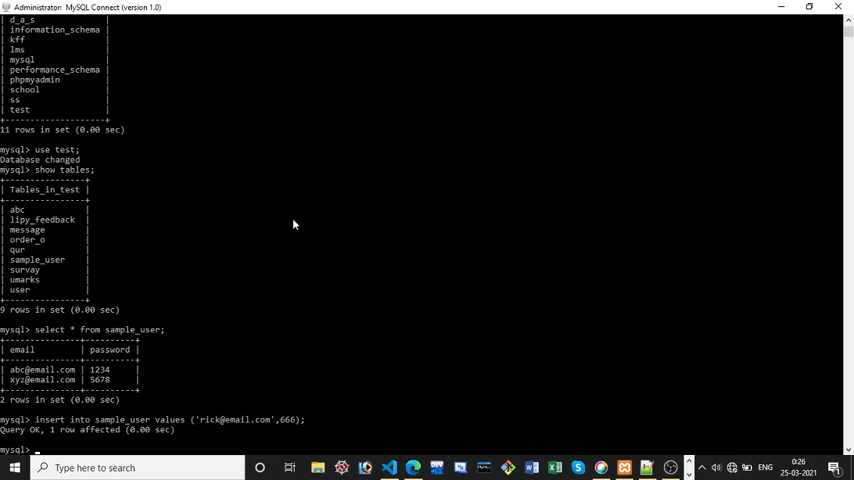 Administrator: MySQL Connect (version 1.0)
| d_a_s              |
| information_schema |
| kff                |
| lms                |
| mysql              |
| performance_schema |
| phpmyadmin         |
| school             |
| ss                 |
| test               |
+--------------------+
11 rows in set (0.00 sec)
mysql> use test;
Database changed
mysql> show tables;
+----------------+
| Tables_in_test |
+----------------+
| abc            |
| lipy_feedback  |
| message        |
| order_o        |
| qur            |
| sample_user    |
| survay         |
| umarks         |
| user           |
+----------------+
9 rows in set (0.00 sec)
mysql> select * from sample_user;
+---------------+----------+
| email         | password |
+---------------+----------+
| abc@email.com | 1234     |
| xyz@email.com | 5678     |
+---------------+----------+
2 rows in set (0.00 sec)
mysql> insert into sample_user values ('rick@email.com',666);
Query OK, 1 row affected (0.00 sec)
mysql> _
Type here to search
ENG
0:26
25-03-2021
1